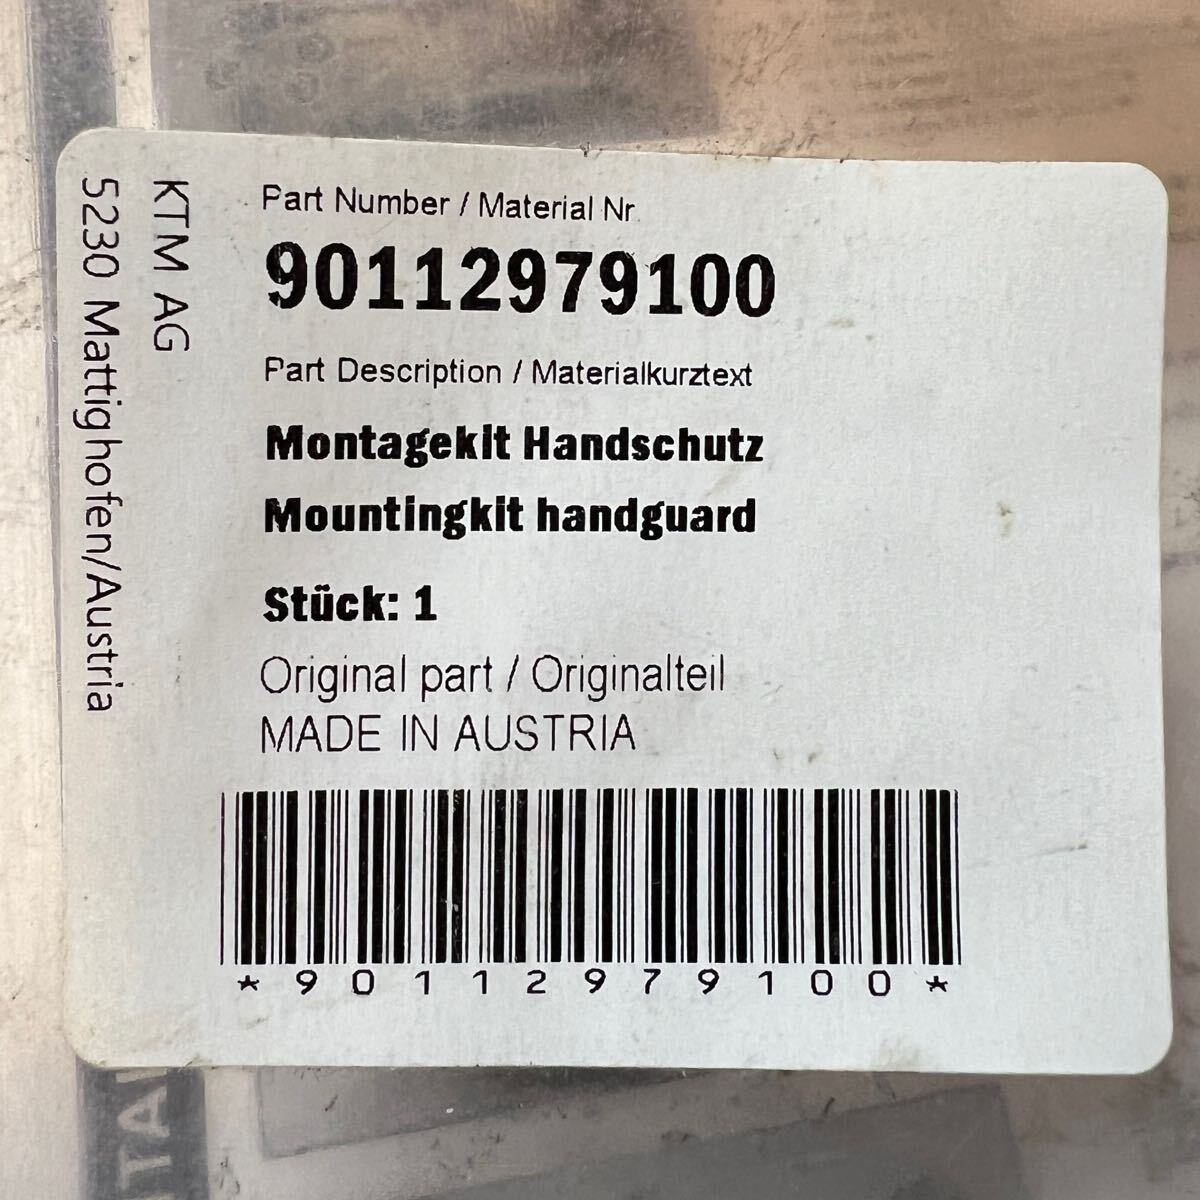 KTM AG
5230 Mattighofen/Austria
Part Number / Material Nr.
90112979100
Part Description / Materialkurztext
Montagekit Handschutz
Mountingkit handguard
Stück: 1
Original part / Originalteil
MADE IN AUSTRIA
*90112979100*